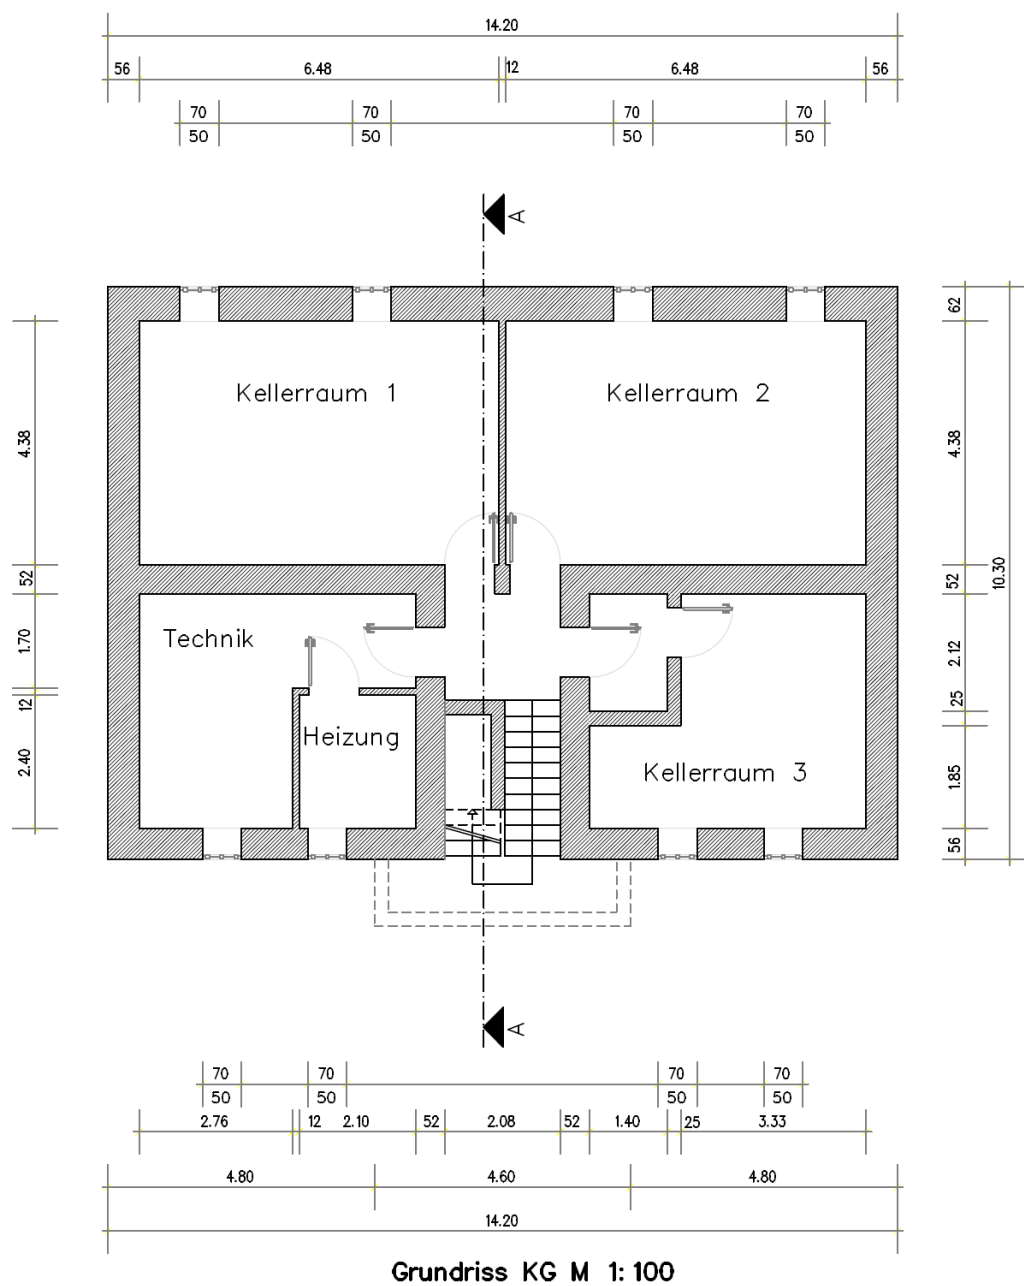 14.20
56 6.48 12 6.48 56
70 70 70 70
50 50 50 50
A
62
Kellerraum 1 Kellerraum 2
4.38 4.38
52 52 10.30
Technik
1.70 2.12
12 25
Heizung
2.40 Kellerraum 3 1.85
56
A
70 70 70 70
50 50 50 50
2.76 12 2.10 52 2.08 52 1.40 25 3.33
4.80 4.60 4.80
14.20
Grundriss KG M 1:100